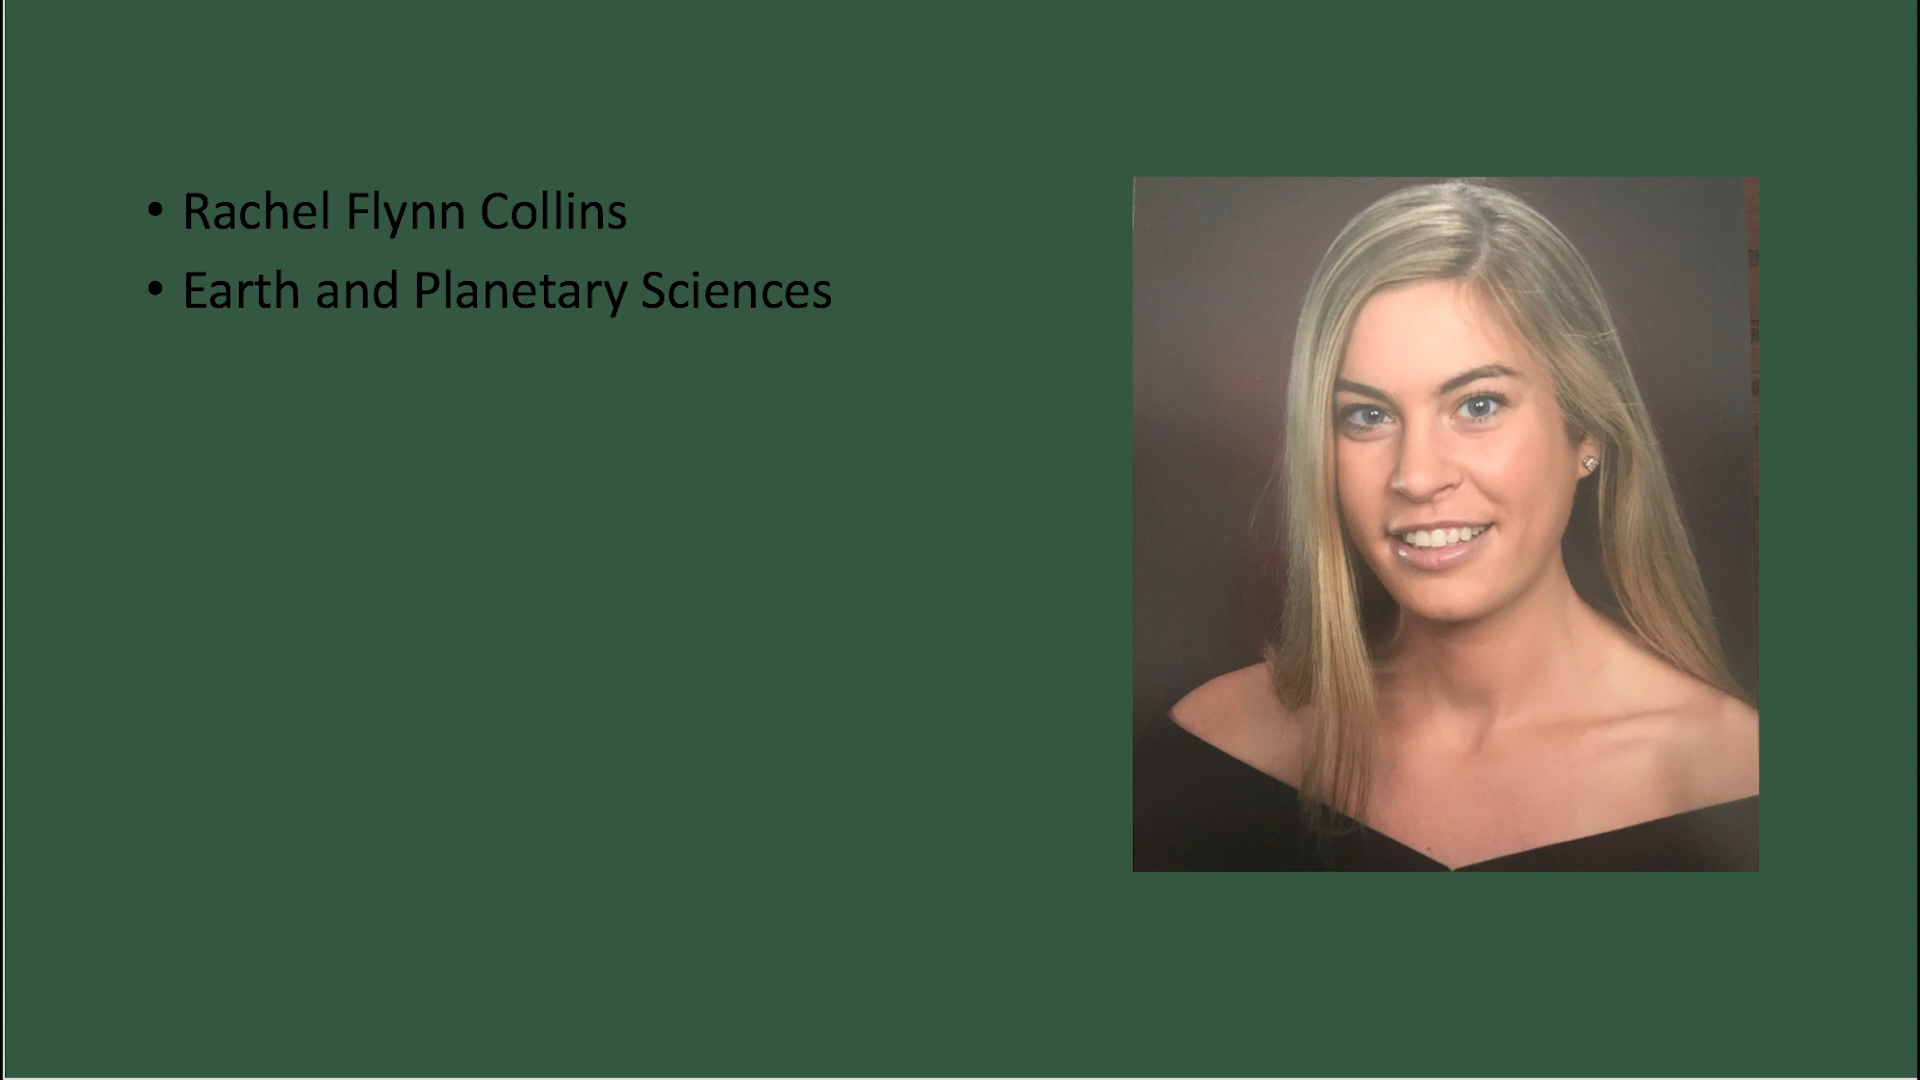 • Rachel Flynn Collins
• Earth and Planetary Sciences